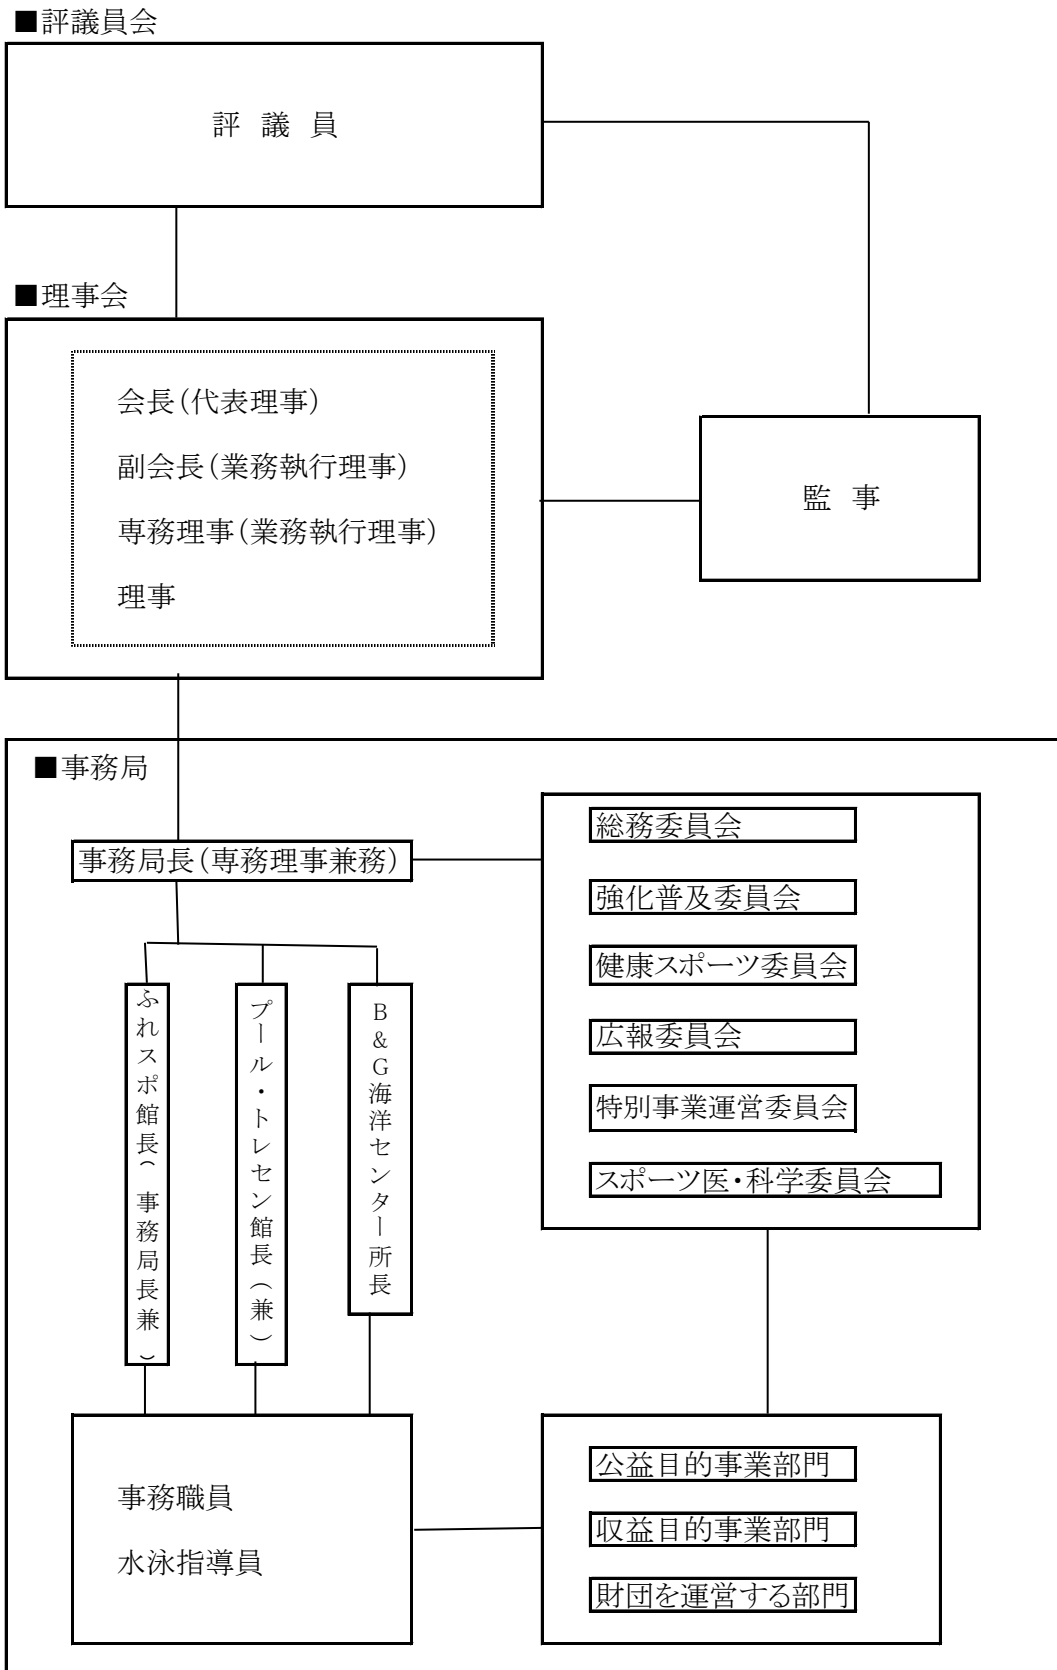 ■評議員会
評 議 員
■理事会
会長(代表理事)
副会長(業務執行理事)
専務理事(業務執行理事)
理事
監 事
■事務局
事務局長(専務理事兼務)
総務委員会
強化普及委員会
健康スポーツ委員会
広報委員会
特別事業運営委員会
スポーツ医・科学委員会
ふれスポ館長(事務局長兼)
プール・トレセン館長(兼)
B&G海洋センター所長
事務職員
水泳指導員
公益目的事業部門
収益目的事業部門
財団を運営する部門